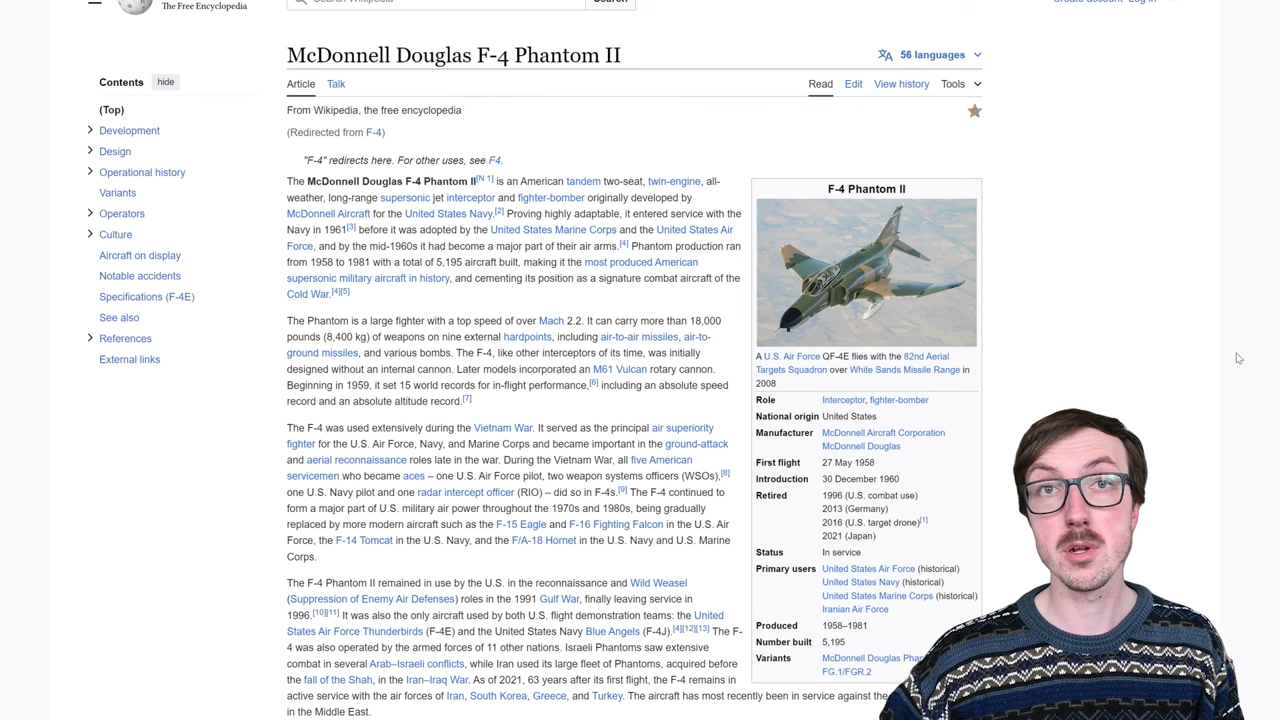 The Free Encyclopedia
Search Wikipedia
Search
Create account Log in
McDonnell Douglas F-4 Phantom II
56 languages
Contents hide
(Top)
Development
Design
Operational history
Variants
Operators
Culture
Aircraft on display
Notable accidents
Specifications (F-4E)
See also
References
External links
Article Talk
Read Edit View history Tools
From Wikipedia, the free encyclopedia
(Redirected from F-4)
"F-4" redirects here. For other uses, see F4.
The McDonnell Douglas F-4 Phantom II[N 1] is an American tandem two-seat, twin-engine, all-
weather, long-range supersonic jet interceptor and fighter-bomber originally developed by
McDonnell Aircraft for the United States Navy.[2] Proving highly adaptable, it entered service with the
Navy in 1961[3] before it was adopted by the United States Marine Corps and the United States Air
Force, and by the mid-1960s it had become a major part of their air arms.[4] Phantom production ran
from 1958 to 1981 with a total of 5,195 aircraft built, making it the most produced American
supersonic military aircraft in history, and cementing its position as a signature combat aircraft of the
Cold War.[4][5]
The Phantom is a large fighter with a top speed of over Mach 2.2. It can carry more than 18,000
pounds (8,400 kg) of weapons on nine external hardpoints, including air-to-air missiles, air-to-
ground missiles, and various bombs. The F-4, like other interceptors of its time, was initially
designed without an internal cannon. Later models incorporated an M61 Vulcan rotary cannon.
Beginning in 1959, it set 15 world records for in-flight performance,[6] including an absolute speed
record and an absolute altitude record.[7]
The F-4 was used extensively during the Vietnam War. It served as the principal air superiority
fighter for the U.S. Air Force, Navy, and Marine Corps and became important in the ground-attack
and aerial reconnaissance roles late in the war. During the Vietnam War, all five American
servicemen who became aces – one U.S. Air Force pilot, two weapon systems officers (WSOs),[8]
one U.S. Navy pilot and one radar intercept officer (RIO) – did so in F-4s.[9] The F-4 continued to
form a major part of U.S. military air power throughout the 1970s and 1980s, being gradually
replaced by more modern aircraft such as the F-15 Eagle and F-16 Fighting Falcon in the U.S. Air
Force, the F-14 Tomcat in the U.S. Navy, and the F/A-18 Hornet in the U.S. Navy and U.S. Marine
Corps.
The F-4 Phantom II remained in use by the U.S. in the reconnaissance and Wild Weasel
(Suppression of Enemy Air Defenses) roles in the 1991 Gulf War, finally leaving service in
1996.[10][11] It was also the only aircraft used by both U.S. flight demonstration teams: the United
States Air Force Thunderbirds (F-4E) and the United States Navy Blue Angels (F-4J).[4][12][13] The F-
4 was also operated by the armed forces of 11 other nations. Israeli Phantoms saw extensive
combat in several Arab–Israeli conflicts, while Iran used its large fleet of Phantoms, acquired before
the fall of the Shah, in the Iran–Iraq War. As of 2021, 63 years after its first flight, the F-4 remains in
active service with the air forces of Iran, South Korea, Greece, and Turkey. The aircraft has most recently been in service against the
in the Middle East.
F-4 Phantom II
A U.S. Air Force QF-4E flies with the 82nd Aerial
Targets Squadron over White Sands Missile Range in
2008
Role Interceptor, fighter-bomber
National origin United States
Manufacturer McDonnell Aircraft Corporation
McDonnell Douglas
First flight 27 May 1958
Introduction 30 December 1960
Retired 1996 (U.S. combat use)
2013 (Germany)
2016 (U.S. target drone)[1]
2021 (Japan)
Status In service
Primary users United States Air Force (historical)
United States Navy (historical)
United States Marine Corps (historical)
Iranian Air Force
Produced 1958–1981
Number built 5,195
Variants McDonnell Douglas
FG.1/FGR.2